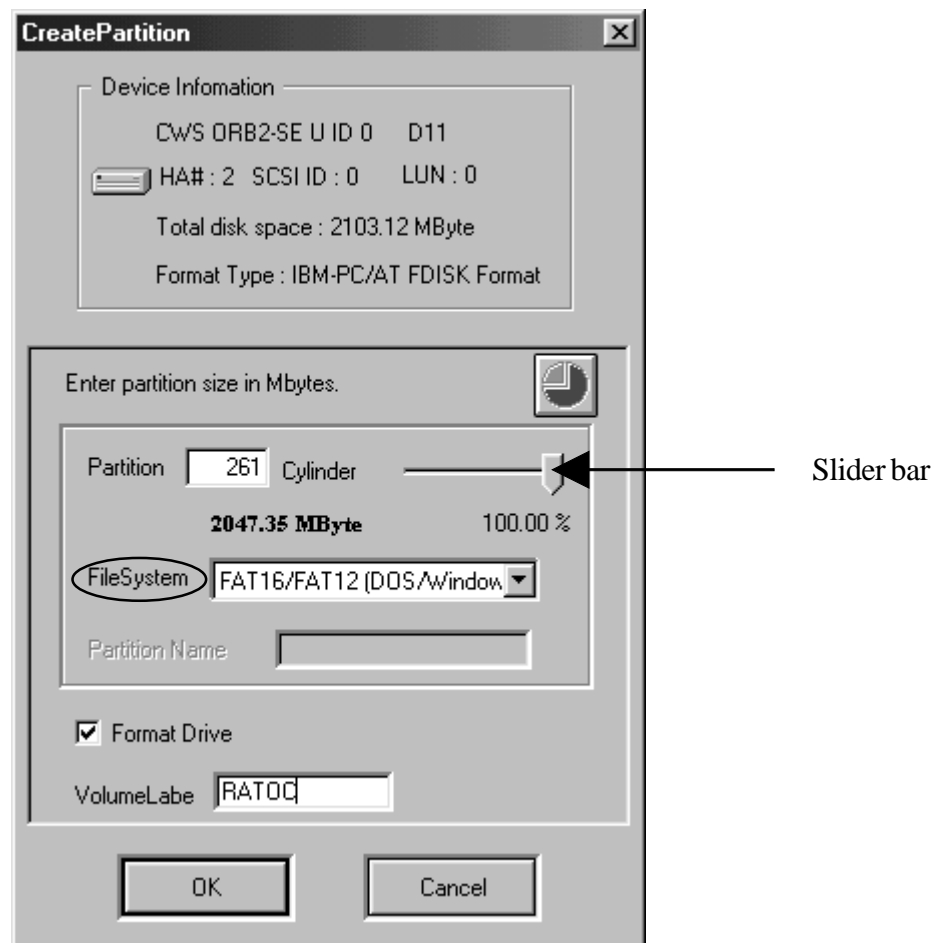 CreatePartition
Device Infomation
CWS ORB2-SE U ID 0 D11
HA# : 2 SCSI ID : 0 LUN : 0
Total disk space : 2103.12 MByte
Format Type : IBM-PC/AT FDISK Format
Enter partition size in Mbytes.
Partition 261 Cylinder
Slider bar
2047.35 MByte 100.00 %
FileSystem FAT16/FAT12 (DOS/Window
Partition Name
Format Drive
VolumeLabe RATOC
OK Cancel